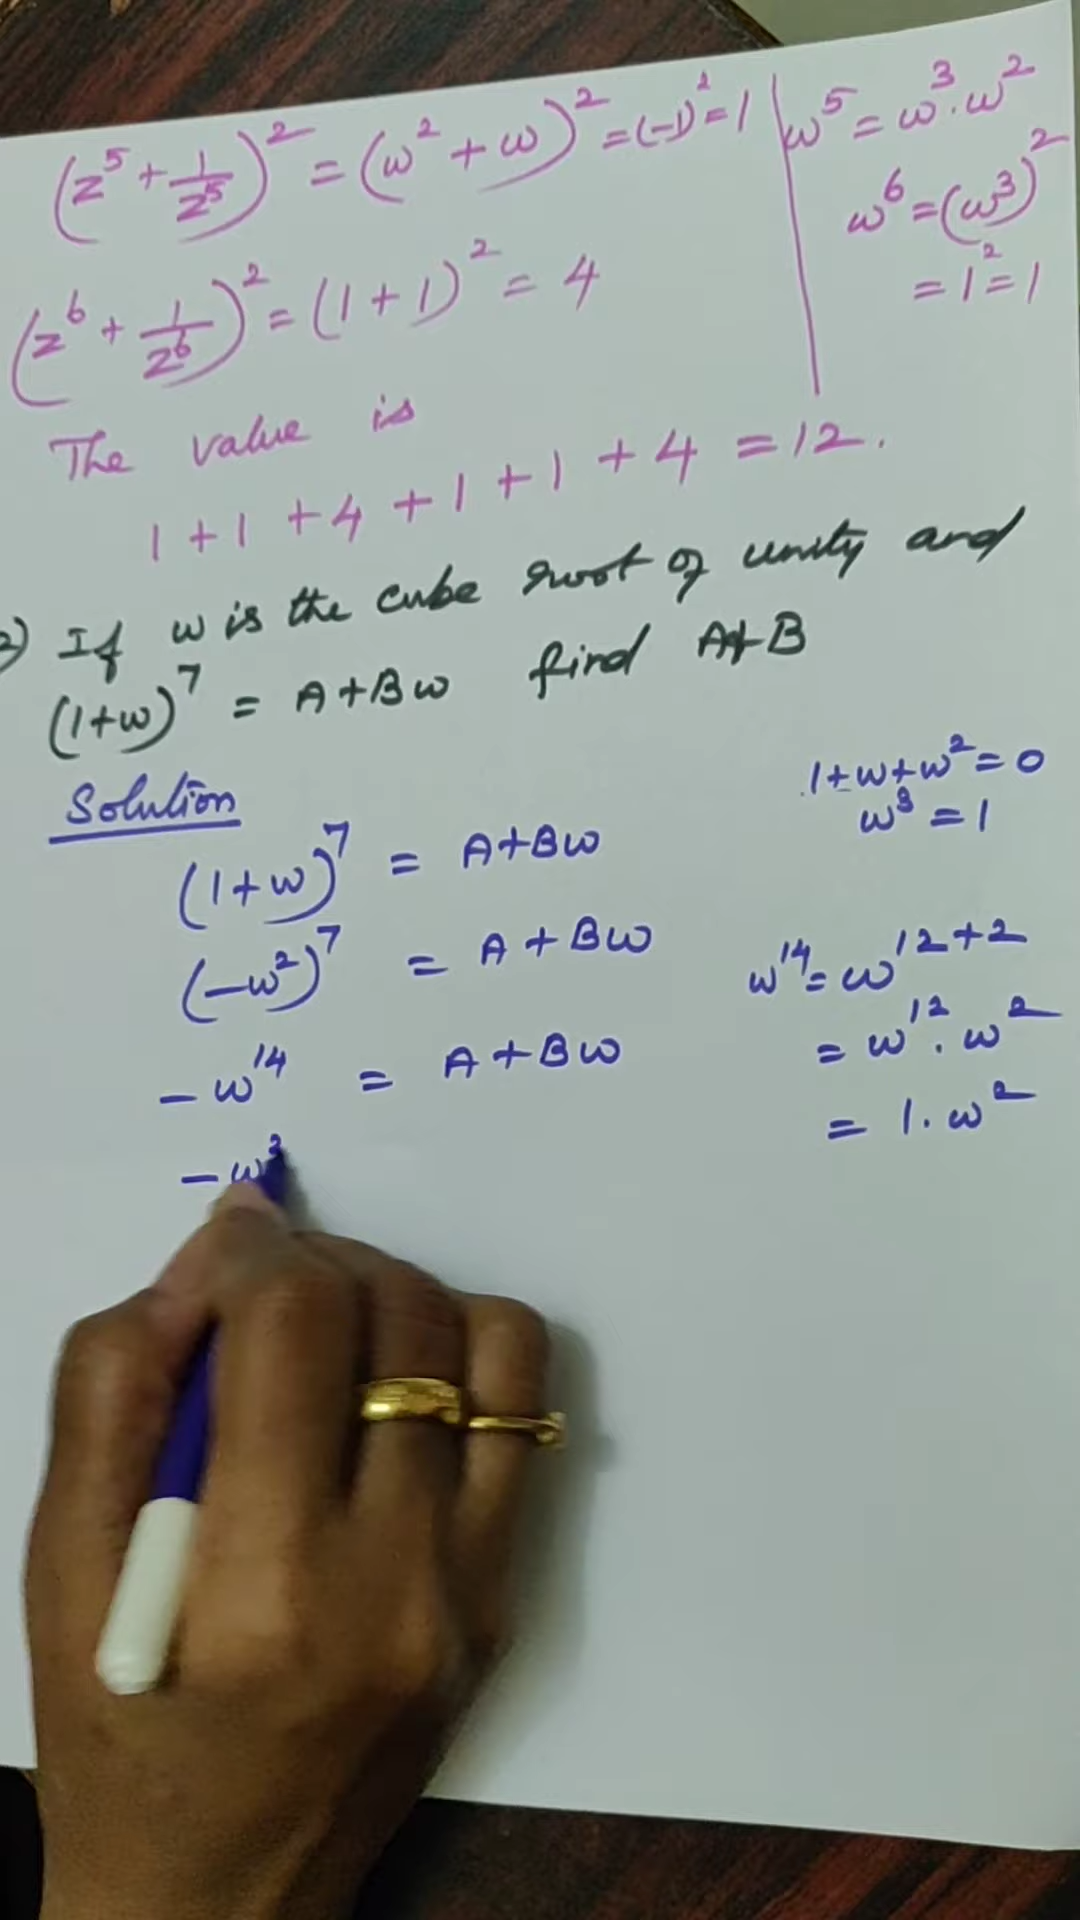 (z⁵ + 1/z⁵)² = (ω² + ω)² = (-1)² = 1
ω⁵ = ω³·ω²
ω⁶ = (ω³)²
= 1² = 1
(z⁶ + 1/z⁶)² = (1 + 1)² = 4
The value is
1 + 1 + 4 + 1 + 1 + 4 = 12.
2) If ω is the cube root of unity and
(1+ω)⁷ = A + Bω find A+B
Solution
1+ω+ω² = 0
ω³ = 1
(1+ω)⁷ = A+Bω
(-ω²)⁷ = A + Bω
-ω¹⁴ = A + Bω
ω¹⁴ = ω¹²⁺²
= ω¹²·ω²
= 1·ω²
-ω